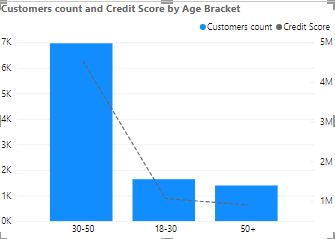 Customers count and Credit Score by Age Bracket
Customers count Credit Score
7K 5M
6K
5K 4M
4K 3M
3K
2K 2M
1K 1M
0K
30-50 18-30 50+